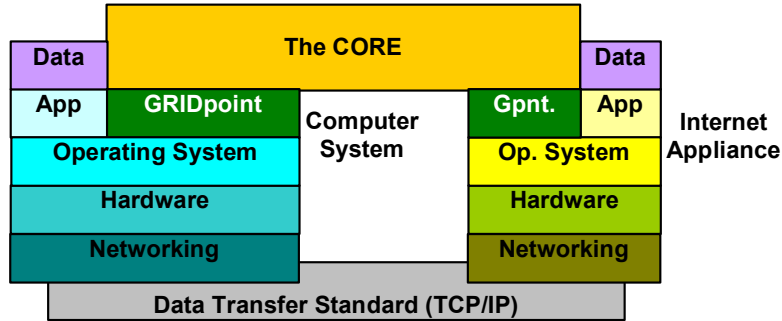 The CORE
Data
Data
App
GRIDpoint
Gpnt.
App
Computer
System
Internet
Appliance
Operating System
Op. System
Hardware
Hardware
Networking
Networking
Data Transfer Standard (TCP/IP)